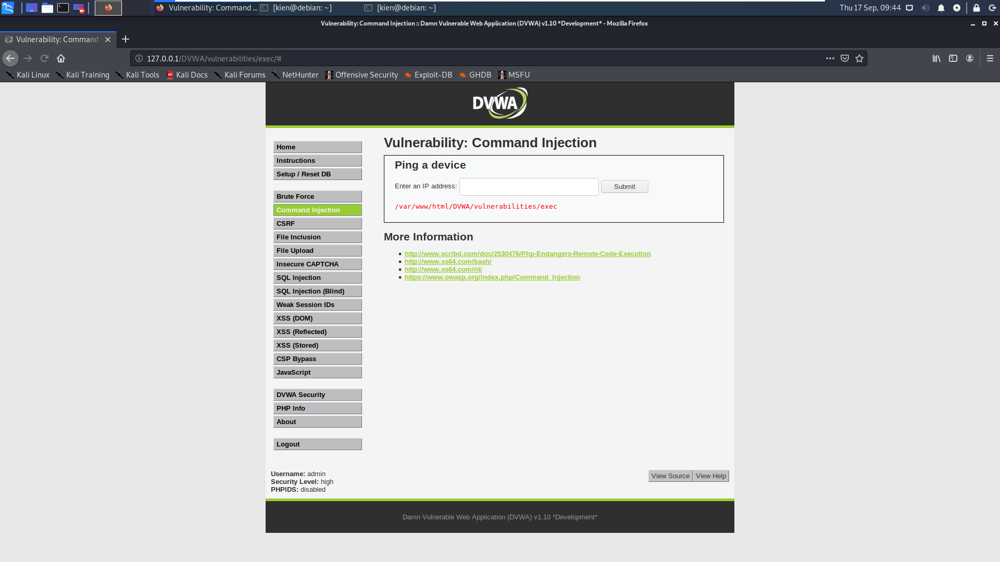 Vulnerability: Command ...
[kien@debian: ~]
[kien@debian: ~]
Thu 17 Sep, 09:44
Vulnerability: Command Injection :: Damn Vulnerable Web Application (DVWA) v1.10 *Development* - Mozilla Firefox
Vulnerability: Command
127.0.0.1/DVWA/vulnerabilities/exec/#
Kali Linux
Kali Training
Kali Tools
Kali Docs
Kali Forums
NetHunter
Offensive Security
Exploit-DB
GHDB
MSFU
DVWA
Home
Instructions
Setup / Reset DB
Brute Force
Command Injection
CSRF
File Inclusion
File Upload
Insecure CAPTCHA
SQL Injection
SQL Injection (Blind)
Weak Session IDs
XSS (DOM)
XSS (Reflected)
XSS (Stored)
CSP Bypass
JavaScript
DVWA Security
PHP Info
About
Logout
Vulnerability: Command Injection
Ping a device
Enter an IP address:
Submit
/var/www/html/DVWA/vulnerabilities/exec
More Information
http://www.scribd.com/doc/2530476/Php-Endangers-Remote-Code-Execution
http://www.ss64.com/bash/
http://www.ss64.com/nt/
https://www.owasp.org/index.php/Command_Injection
Username: admin
Security Level: high
PHPIDS: disabled
View Source
View Help
Damn Vulnerable Web Application (DVWA) v1.10 *Development*